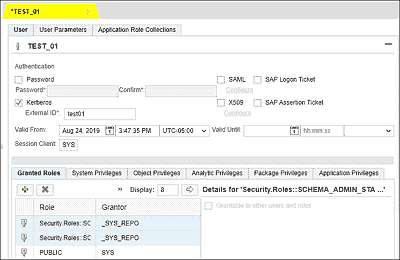 *TEST_01
User User Parameters Application Role Collections
TEST_01
Authentication
Password SAML SAP Logon Ticket
Password*: Confirm*: Configure
Kerberos X509 SAP Assertion Ticket
External ID*: test01 Configure
Valid From: Aug 24, 2019 3:47:35 PM UTC-05:00 Valid Until: hh:mm:ss
Session Client: SYS
Granted Roles System Privileges Object Privileges Analytic Privileges Package Privileges Application Privileges
» Display: 8 Details for 'Security.Roles::SCHEMA_ADMIN_STA ...'
Role Grantor Grantable to other users and roles
Security.Roles::SC _SYS_REPO
Security.Roles::SC _SYS_REPO
PUBLIC SYS